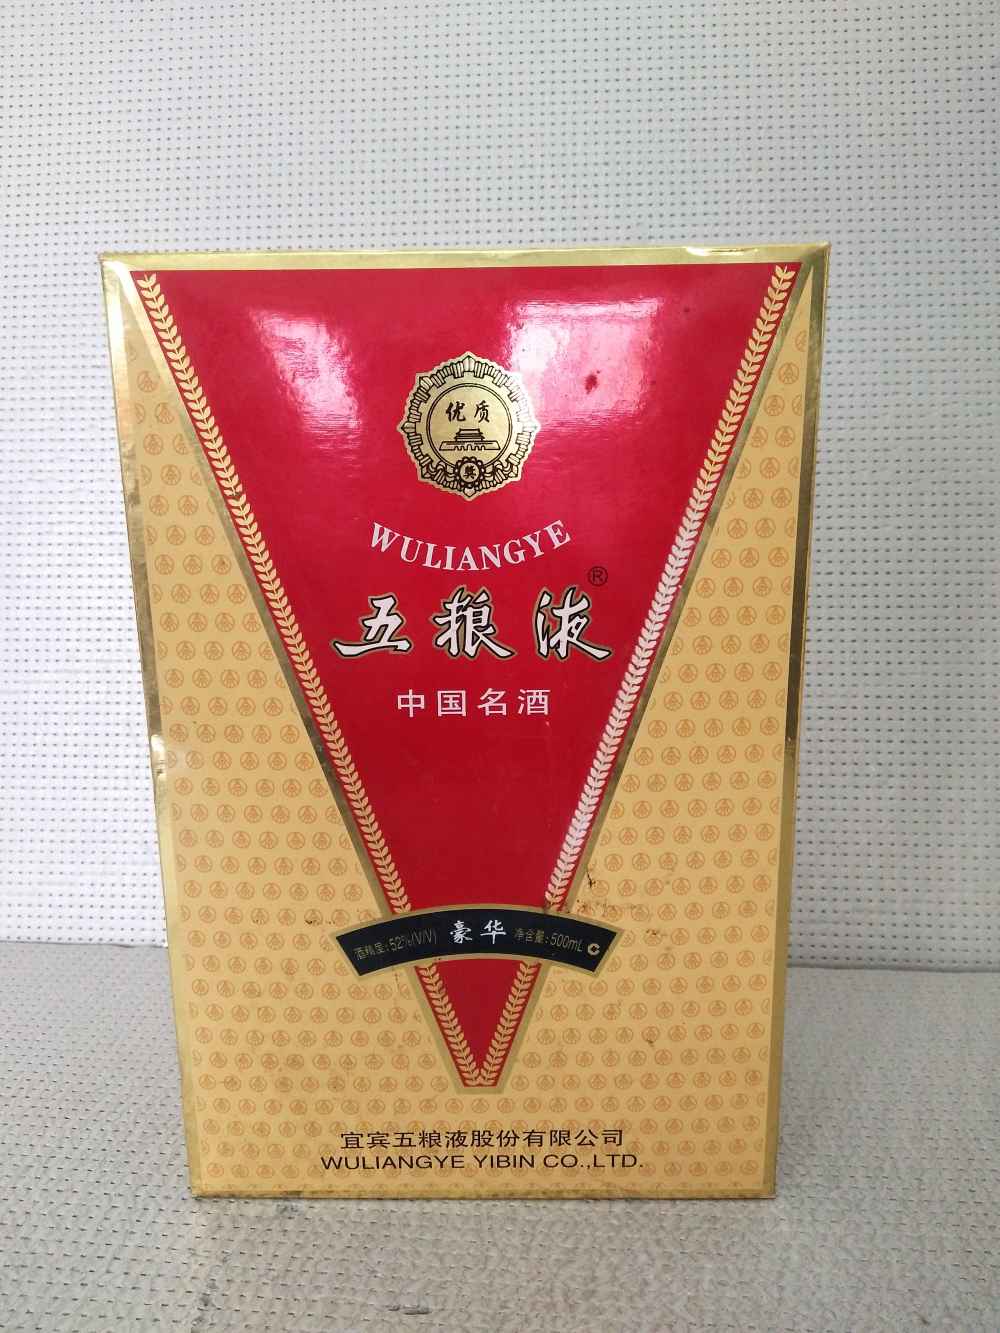 优质
奖
WULIANGYE
五粮液®
中国名酒
酒精度:52%(V/V) 豪华 净含量:500mL C
宜宾五粮液股份有限公司
WULIANGYE YIBIN CO.,LTD.